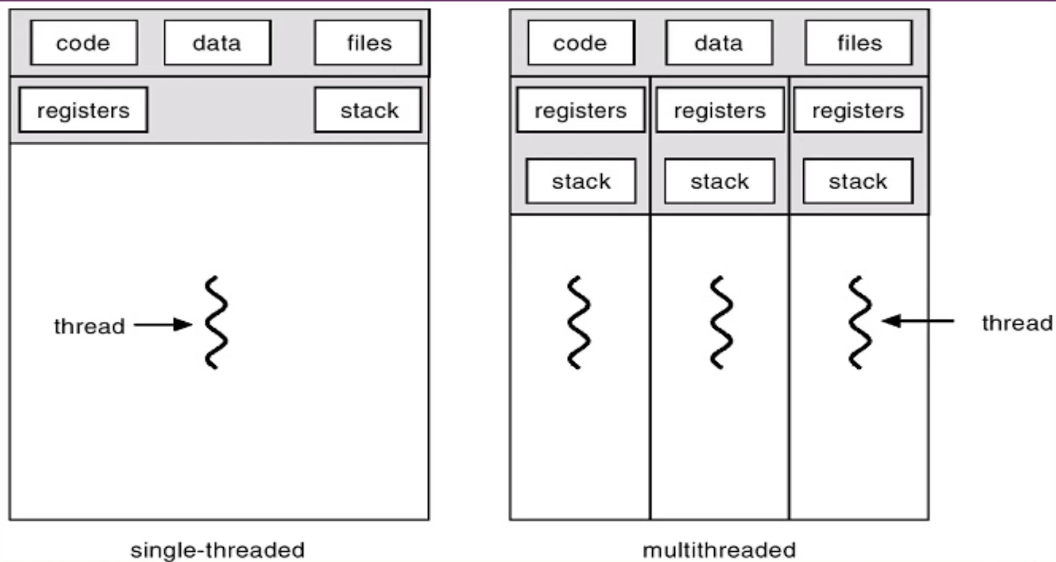 code data files code data files
registers stack registers registers registers
stack stack stack
thread thread
single-threaded multithreaded